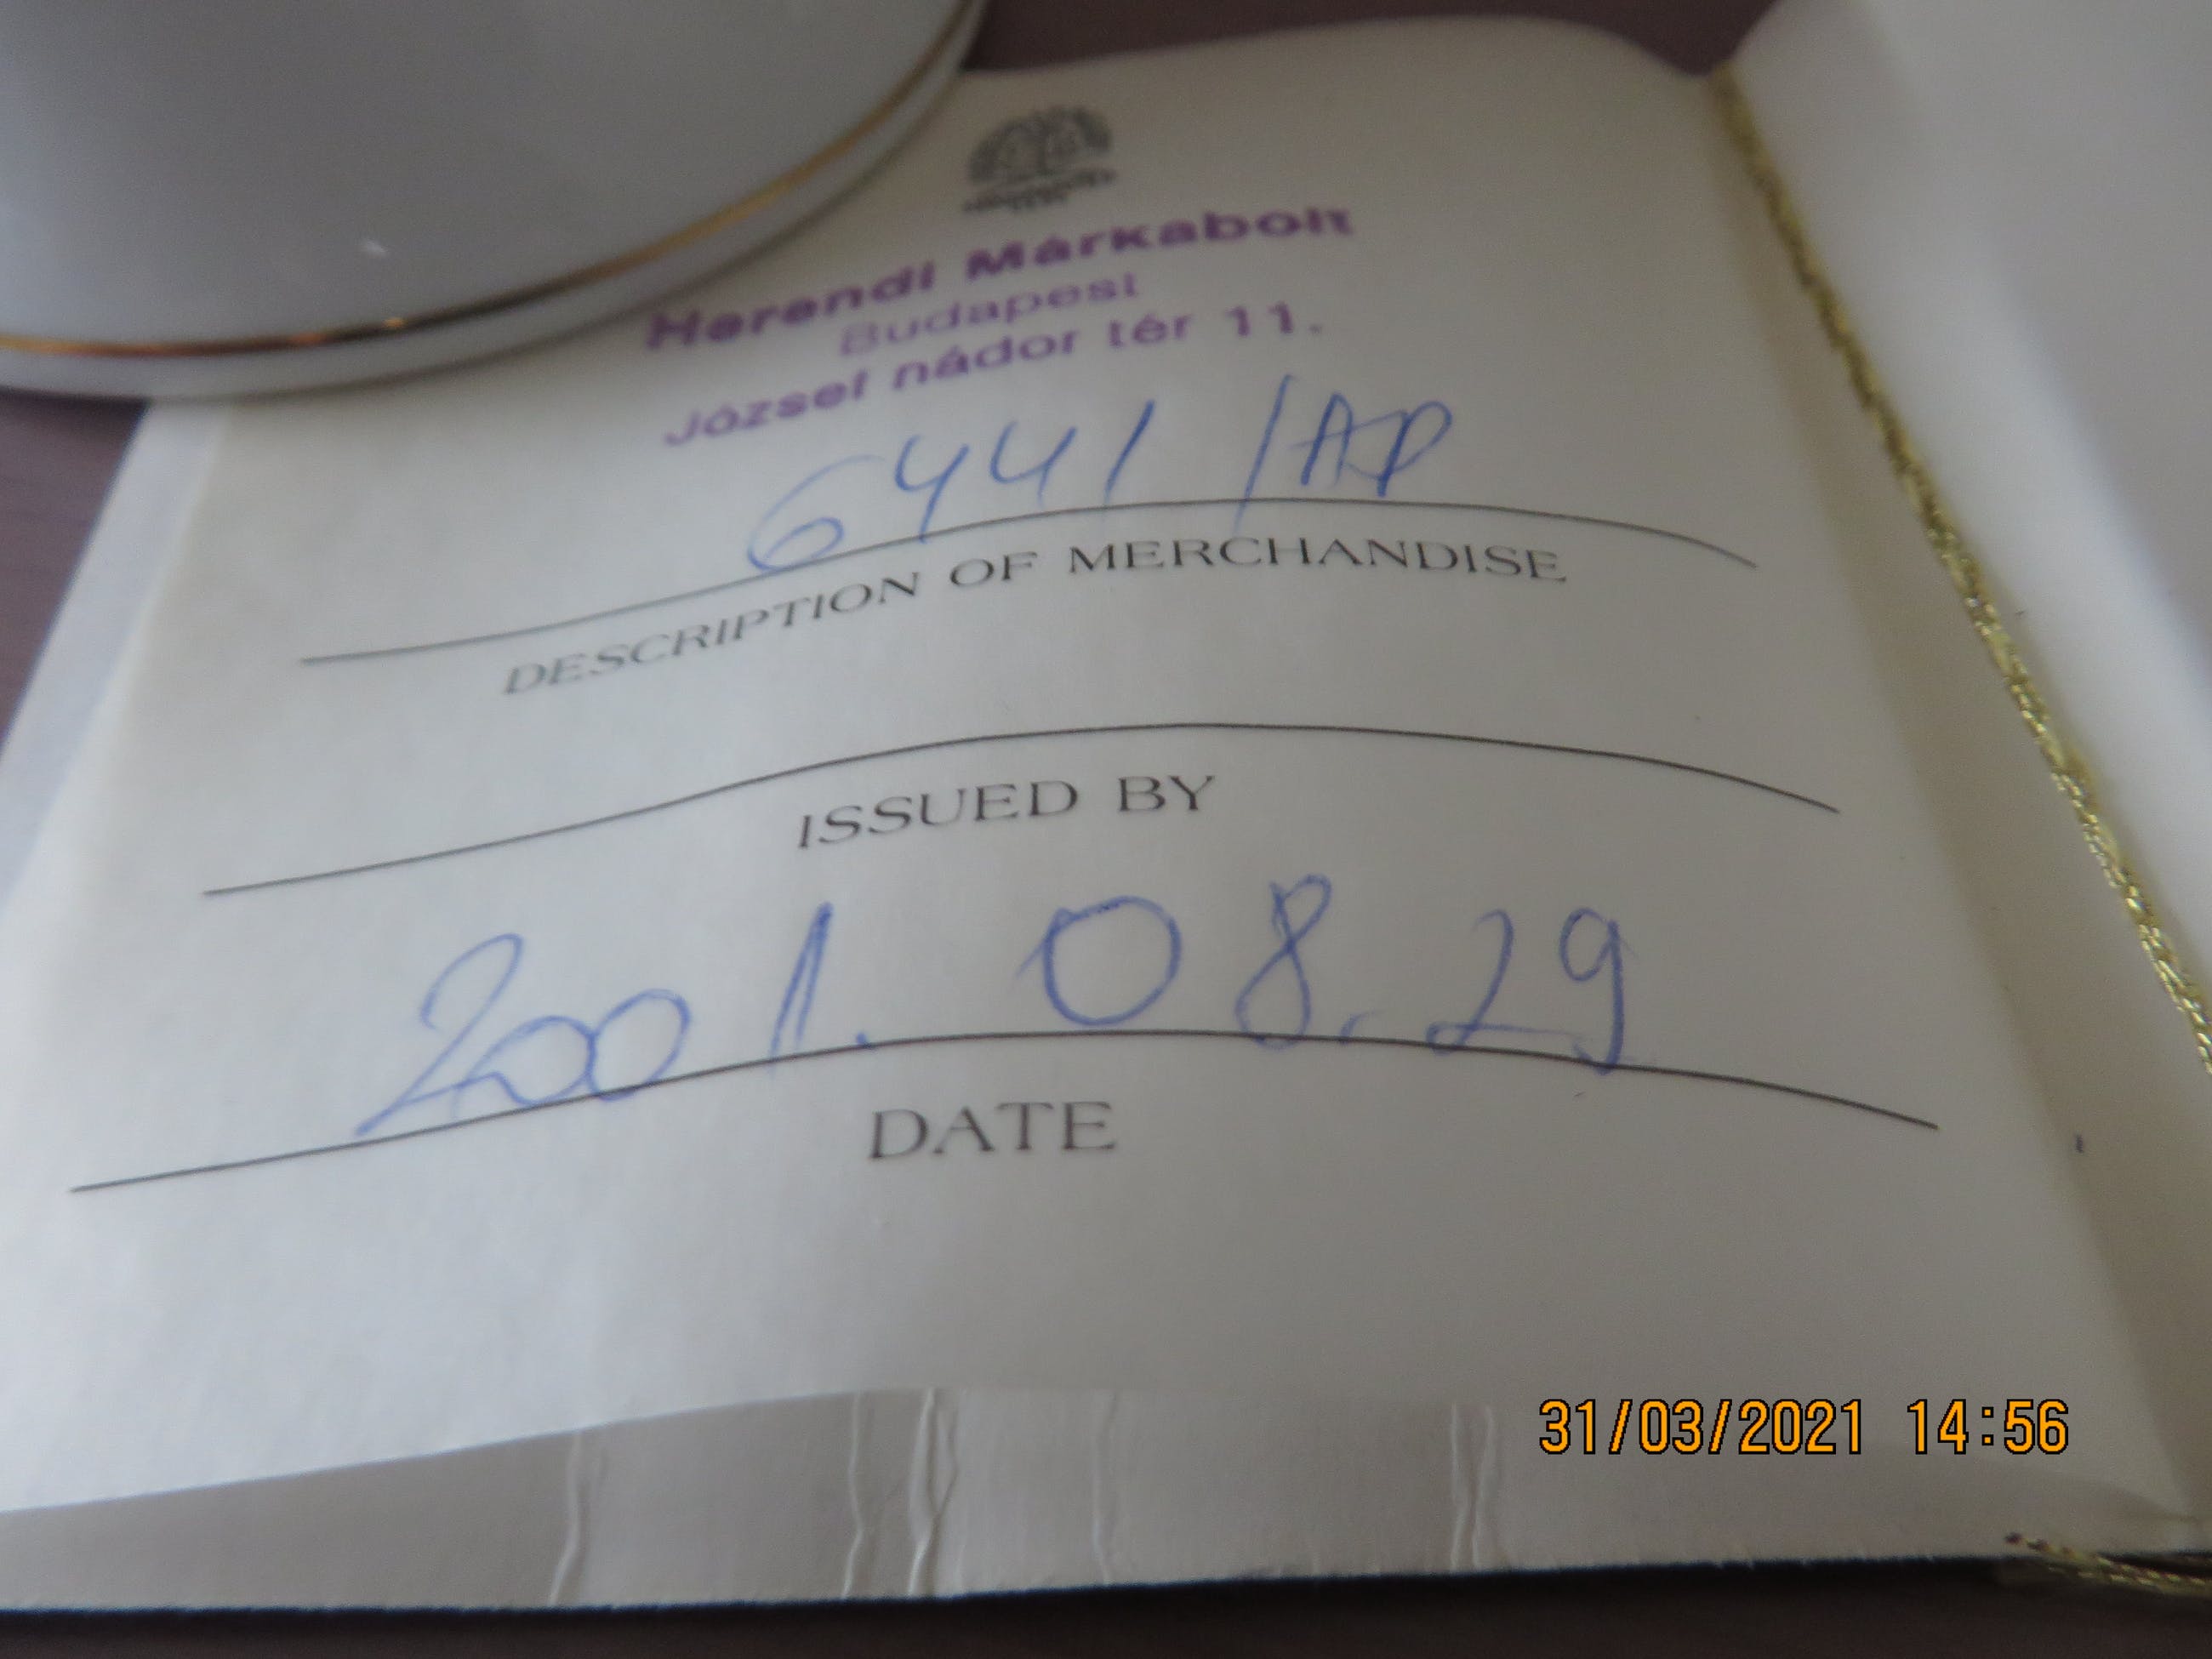 Herendi Márkabolt
Budapest
József nádor tér 11.
6441 /AP
DESCRIPTION OF MERCHANDISE
ISSUED BY
2001. 08.29
DATE
31/03/2021 14:56